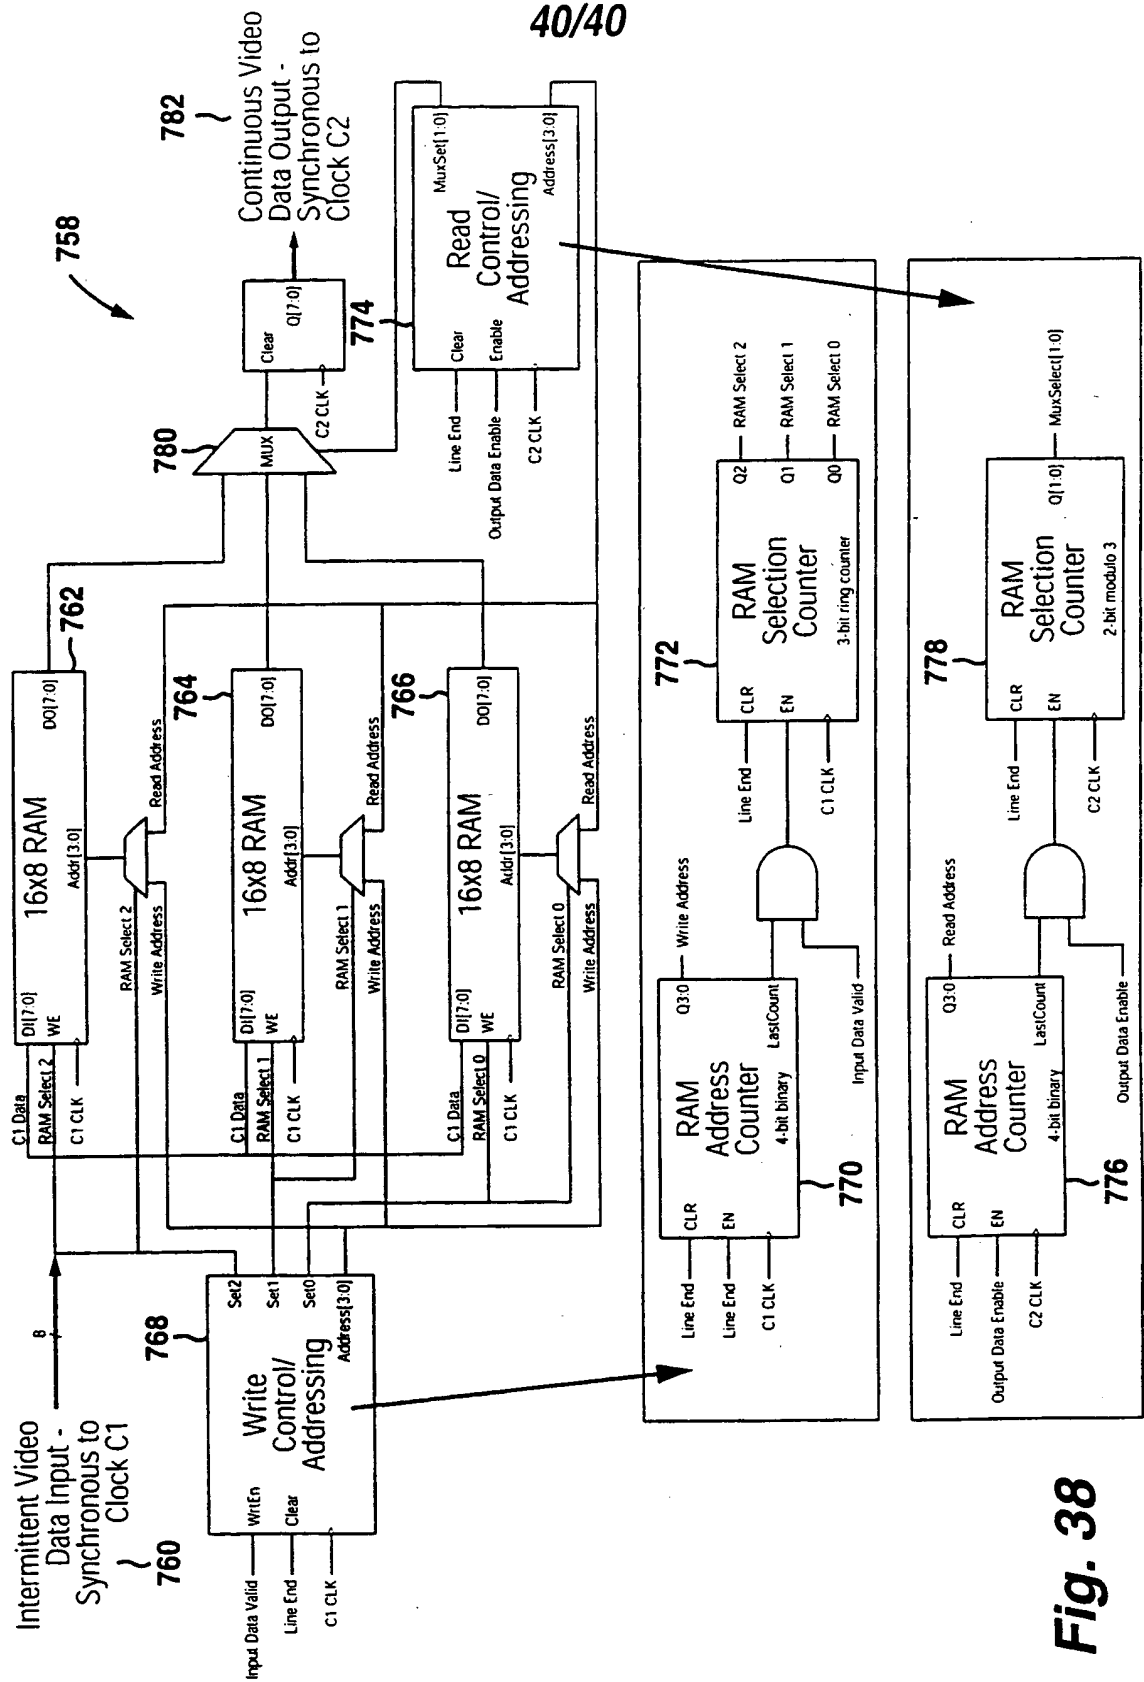 40/40
Intermittent Video
Data Input -
Synchronous to
Clock C1
760
8
758
782
Continuous Video
Data Output -
Synchronous to
Clock C2
C1 Data
RAM Select 2
C1 CLK
DI[7:0]
WE
16x8 RAM
Addr[3:0]
DO[7:0]
762
RAM Select 2
Write Address
Read Address
C1 Data
RAM Select 1
C1 CLK
DI[7:0]
WE
16x8 RAM
Addr[3:0]
DO[7:0]
764
RAM Select 1
Write Address
Read Address
C1 Data
RAM Select 0
C1 CLK
DI[7:0]
WE
16x8 RAM
Addr[3:0]
DO[7:0]
766
RAM Select 0
Write Address
Read Address
780
MUX
Clear
Q[7:0]
C2 CLK
768
Input Data Valid
Line End
C1 CLK
WrtEn
Clear
Write
Control/
Addressing
Set2
Set1
Set0
Address[3:0]
774
Line End
Output Data Enable
C2 CLK
Clear
Enable
Read
Control/
Addressing
MuxSet[1:0]
Address[3:0]
Line End
Line End
C1 CLK
CLR
EN
RAM
Address
Counter
4-bit binary
Q3:0
LastCount
770
Write Address
Input Data Valid
772
Line End
C1 CLK
CLR
EN
RAM
Selection
Counter
3-bit ring counter
Q2
Q1
Q0
RAM Select 2
RAM Select 1
RAM Select 0
Line End
Output Data Enable
C2 CLK
CLR
EN
RAM
Address
Counter
4-bit binary
Q3:0
LastCount
776
Read Address
Output Data Enable
778
Line End
C2 CLK
CLR
EN
RAM
Selection
Counter
2-bit modulo 3
Q[1:0]
MuxSelect[1:0]
Fig. 38